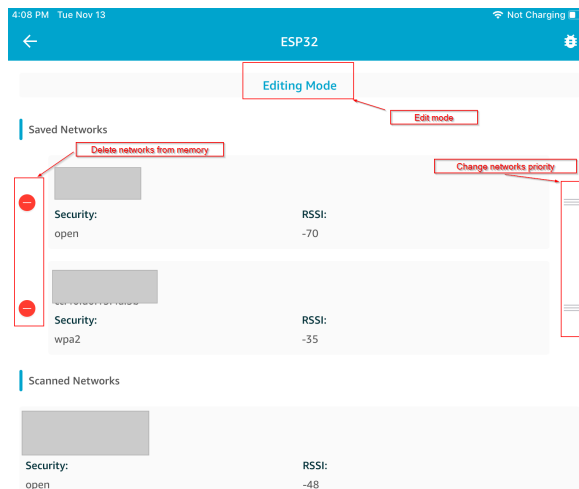 4:08 PM Tue Nov 13 Not Charging
ESP32
Editing Mode
Edit mode
Saved Networks
Delete networks from memory
Change networks priority
Security: RSSI:
open -70
Security: RSSI:
wpa2 -35
Scanned Networks
Security: RSSI:
open -48